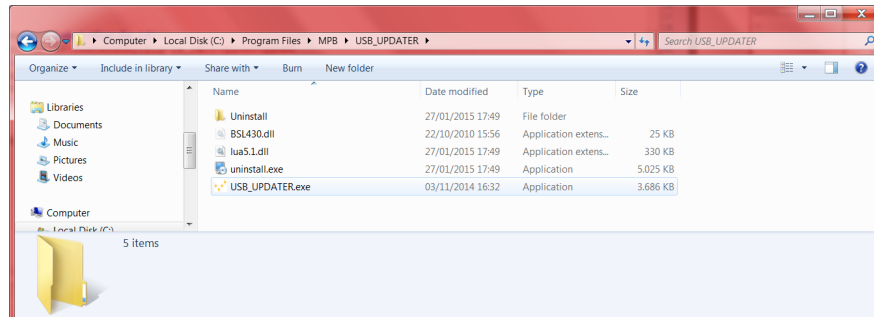 Computer ▸ Local Disk (C:) ▸ Program Files ▸ MPB ▸ USB_UPDATER ▸
Search USB_UPDATER
Organize Include in library Share with Burn New folder
Name Date modified Type Size
Libraries
Documents
Music
Pictures
Videos
Computer
Local Disk (C:)
Uninstall 27/01/2015 17:49 File folder
BSL430.dll 22/10/2010 15:56 Application extens... 25 KB
lua5.1.dll 27/01/2015 17:49 Application extens... 330 KB
uninstall.exe 27/01/2015 17:49 Application 5.025 KB
USB_UPDATER.exe 03/11/2014 16:32 Application 3.686 KB
5 items